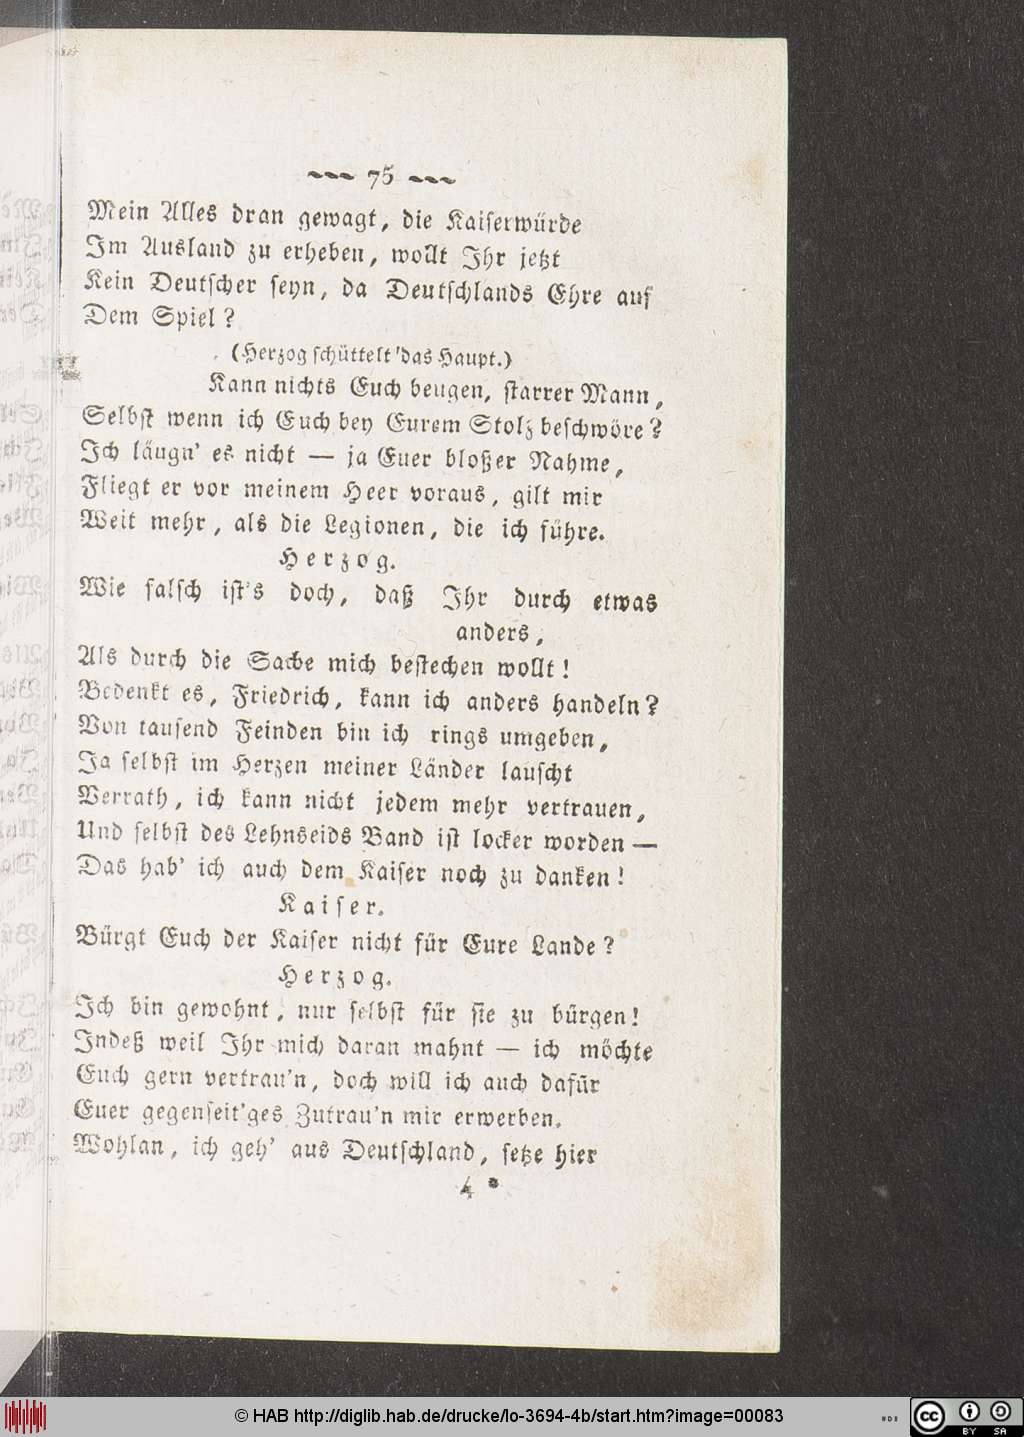 75
Mein Alles dran gewagt, die Kaiserwürde
Im Ausland zu erheben, wollt Ihr jetzt
Kein Deutscher seyn, da Deutschlands Ehre auf
Dem Spiel?
(Herzog schüttelt das Haupt.)
Kann nichts Euch beugen, starrer Mann,
Selbst wenn ich Euch bey Eurem Stolz beschwöre?
Ich läugn' es nicht — ja Euer bloßer Nahme,
Fliegt er vor meinem Heer voraus, gilt mir
Weit mehr, als die Legionen, die ich führe.
Herzog.
Wie falsch ist's doch, daß Ihr durch etwas
anders,
Als durch die Sache mich bestechen wollt!
Bedenkt es, Friedrich, kann ich anders handeln?
Von tausend Feinden bin ich rings umgeben,
Ja selbst im Herzen meiner Länder lauscht
Verrath, ich kann nicht jedem mehr vertrauen,
Und selbst des Lehnseids Band ist locker worden —
Das hab' ich auch dem Kaiser noch zu danken!
Kaiser.
Bürgt Euch der Kaiser nicht für Eure Lande?
Herzog.
Ich bin gewohnt, nur selbst für sie zu bürgen!
Indeß weil Ihr mich daran mahnt — ich möchte
Euch gern vertrau'n, doch will ich auch dafür
Euer gegenseit'ges Zutrau'n mir erwerben.
Wohlan, ich geh' aus Deutschland, setze hier
4 *
© HAB http://diglib.hab.de/drucke/lo-3694-4b/start.htm?image=00083
cc BY SA